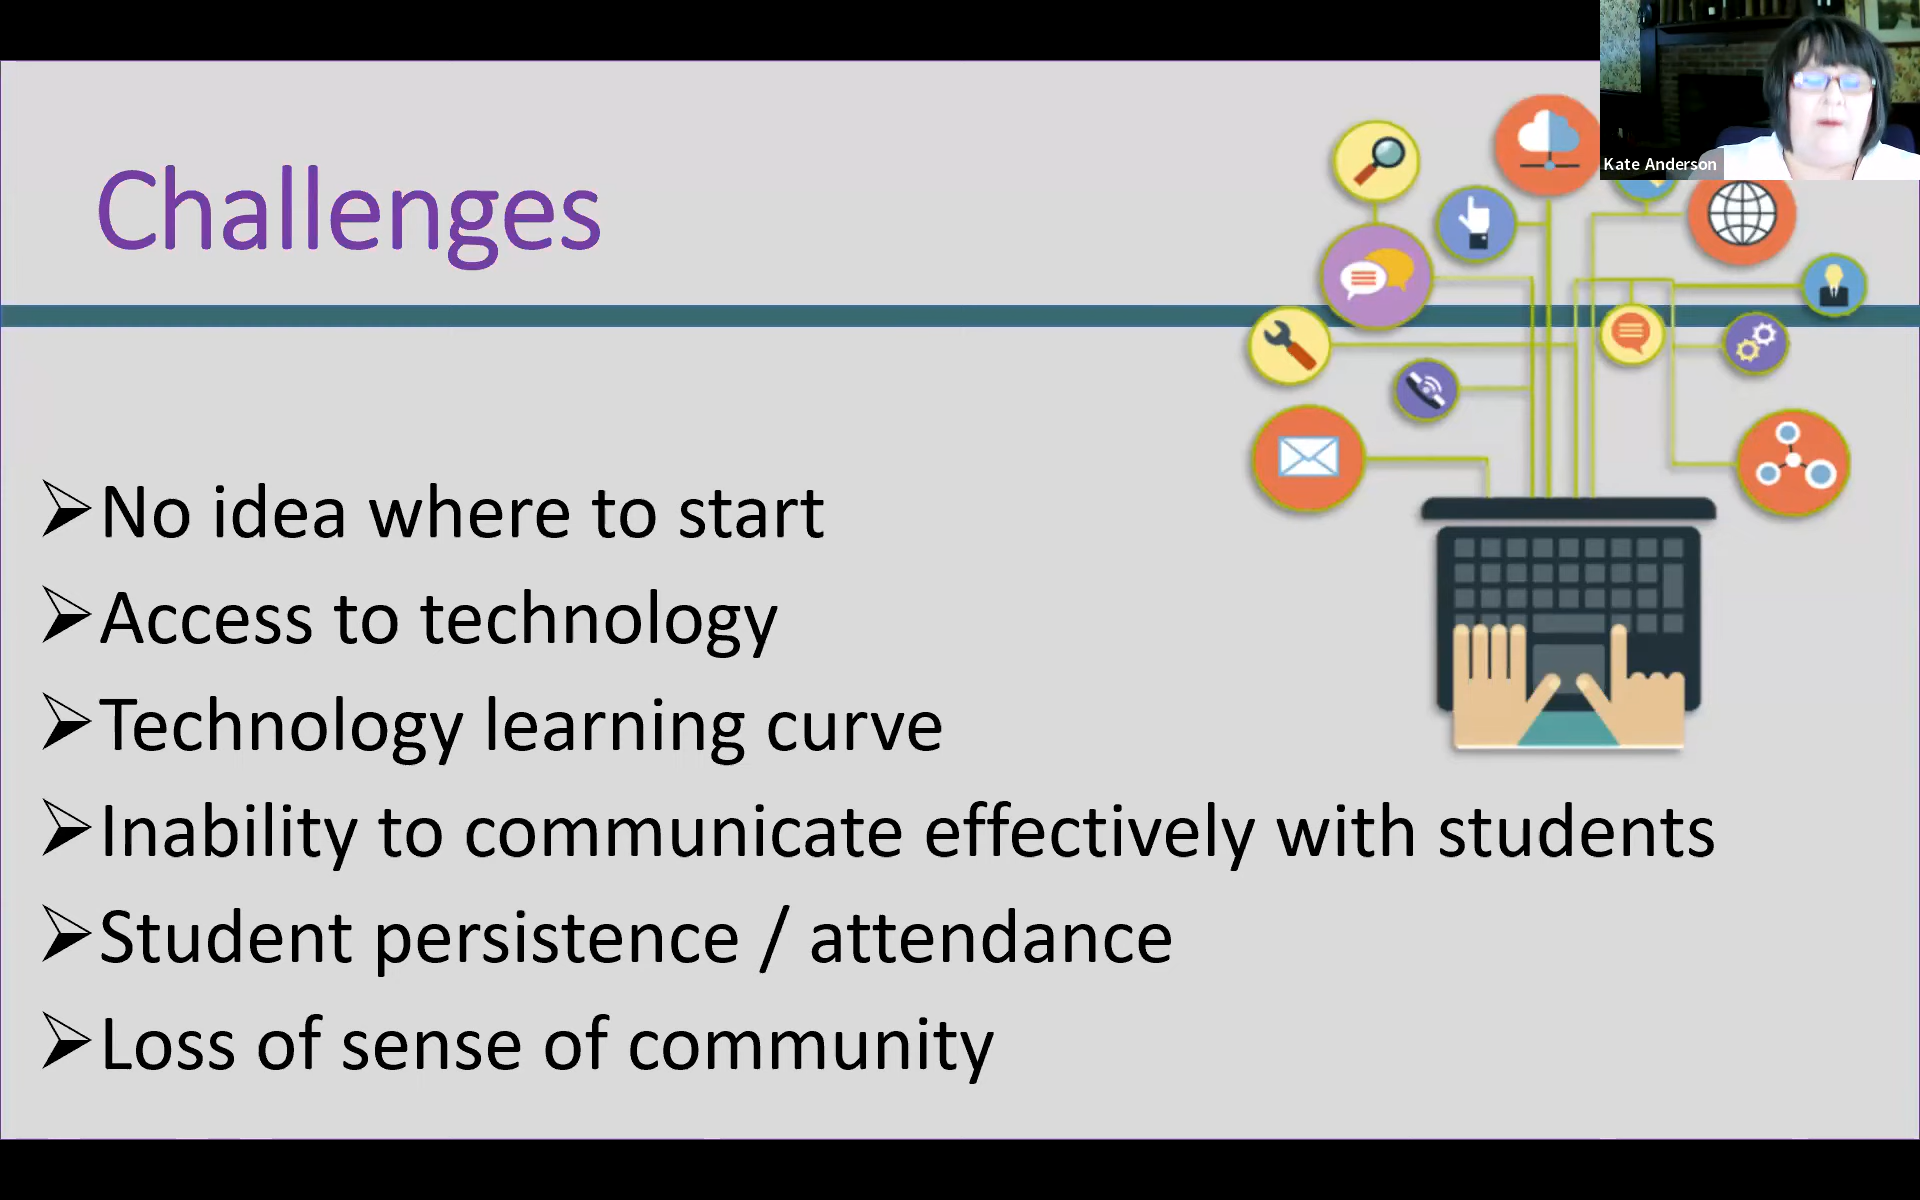 Kate Anderson
Challenges
No idea where to start
Access to technology
Technology learning curve
Inability to communicate effectively with students
Student persistence / attendance
Loss of sense of community